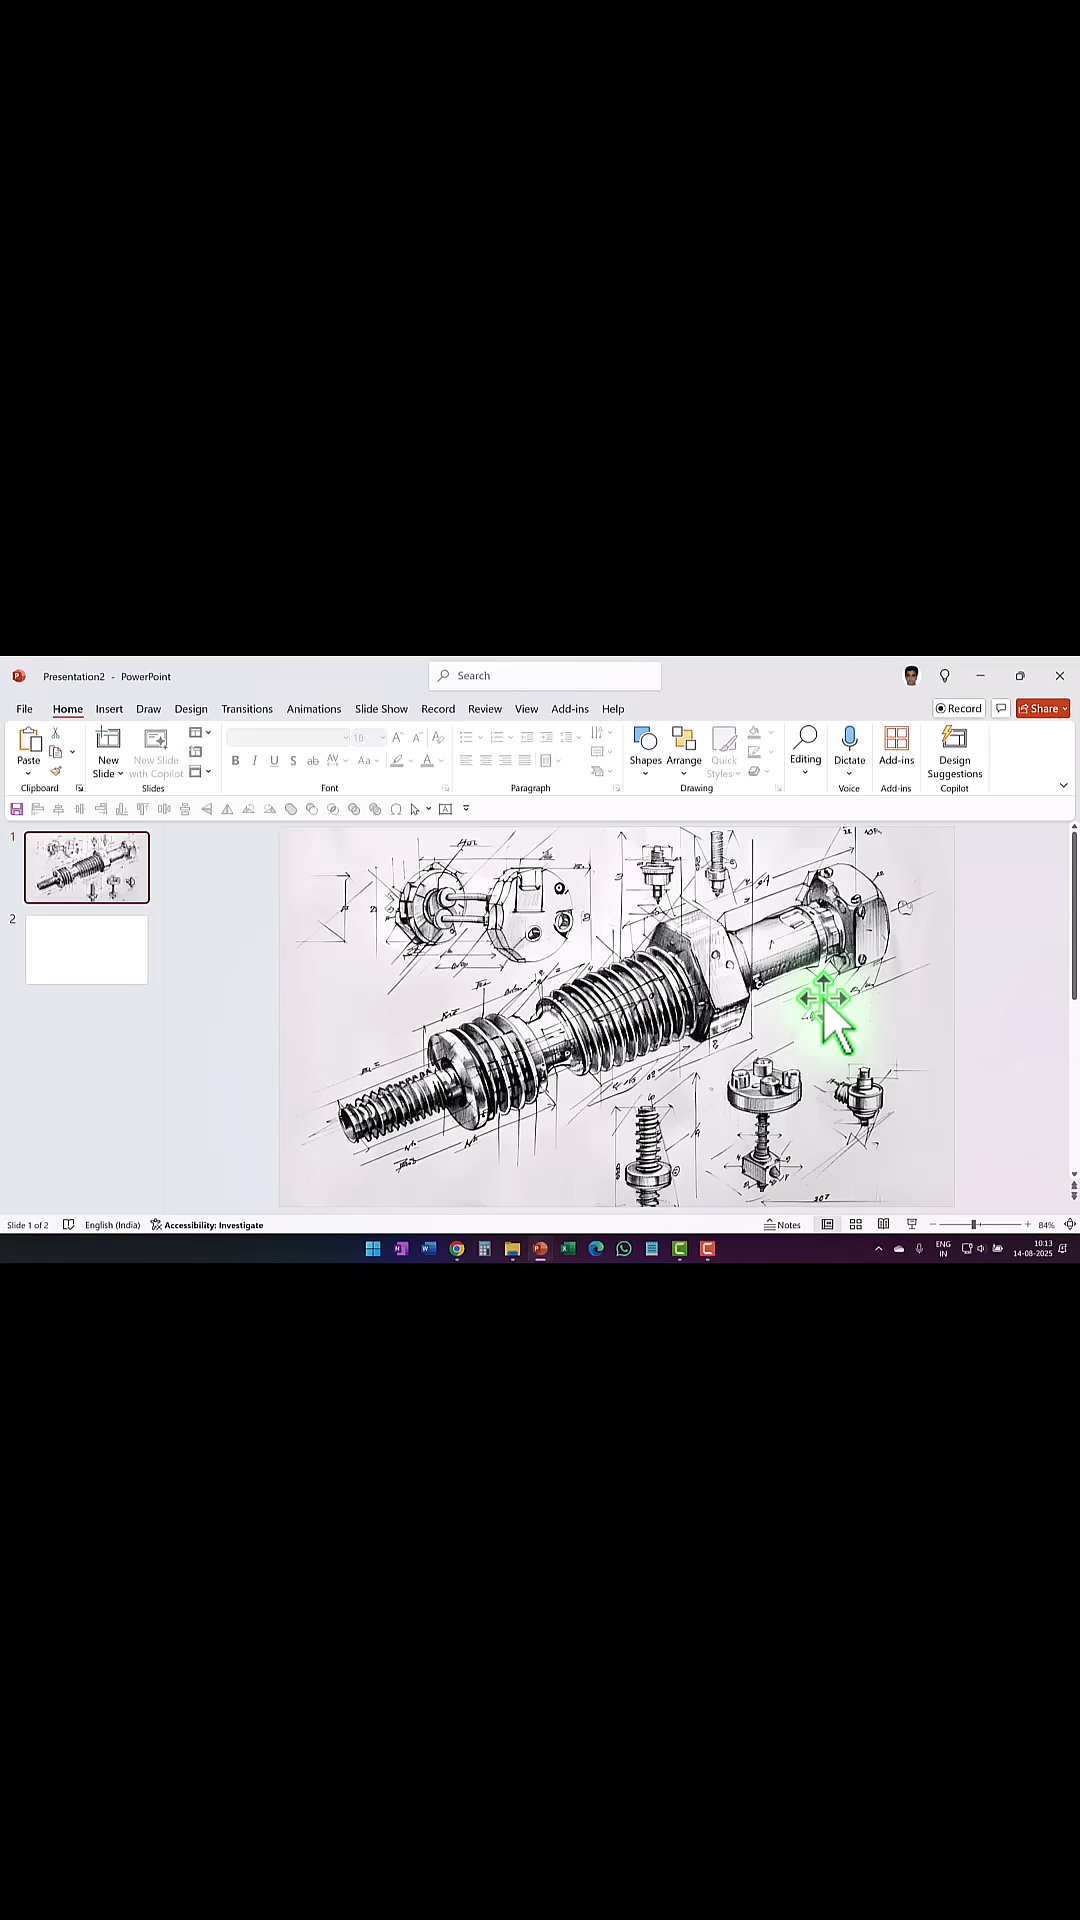 Presentation2 - PowerPoint
Search
File Home Insert Draw Design Transitions Animations Slide Show Record Review View Add-ins Help
Record
Share
Paste
New Slide
New Slide with Copilot
18
B I U S ab AV Aa A
Shapes Arrange Quick Styles
Editing
Dictate
Add-ins
Design Suggestions
Clipboard Slides Font Paragraph Drawing Voice Add-ins Copilot
1
2
Slide 1 of 2 English (India) Accessibility: Investigate Notes 84%
ENG IN
10:13
14-08-2025